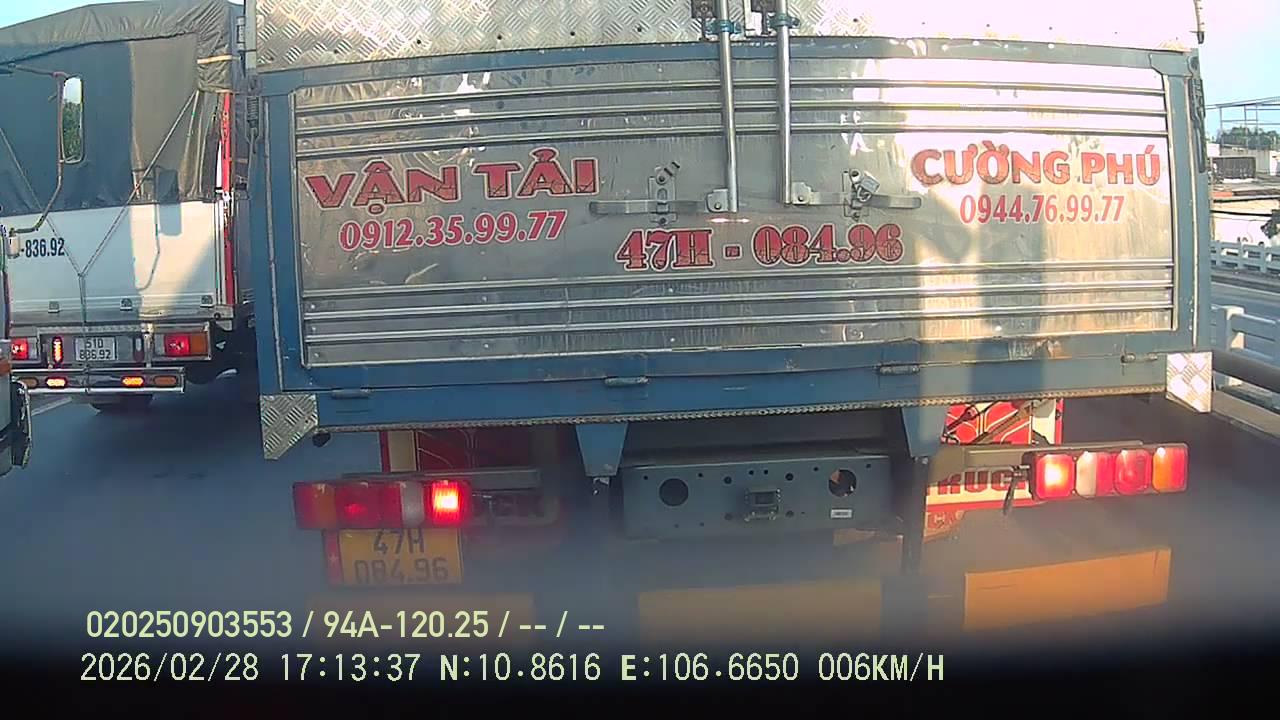 VẬN TẢI
0912.35.99.77
CƯỜNG PHÚ
0944.76.99.77
47H - 084.96
-836.92
51D
836.92
47H
084.96
020250903553 / 94A-120.25 / -- / --
2026/02/28 17:13:37 N:10.8616 E:106.6650 006KM/H